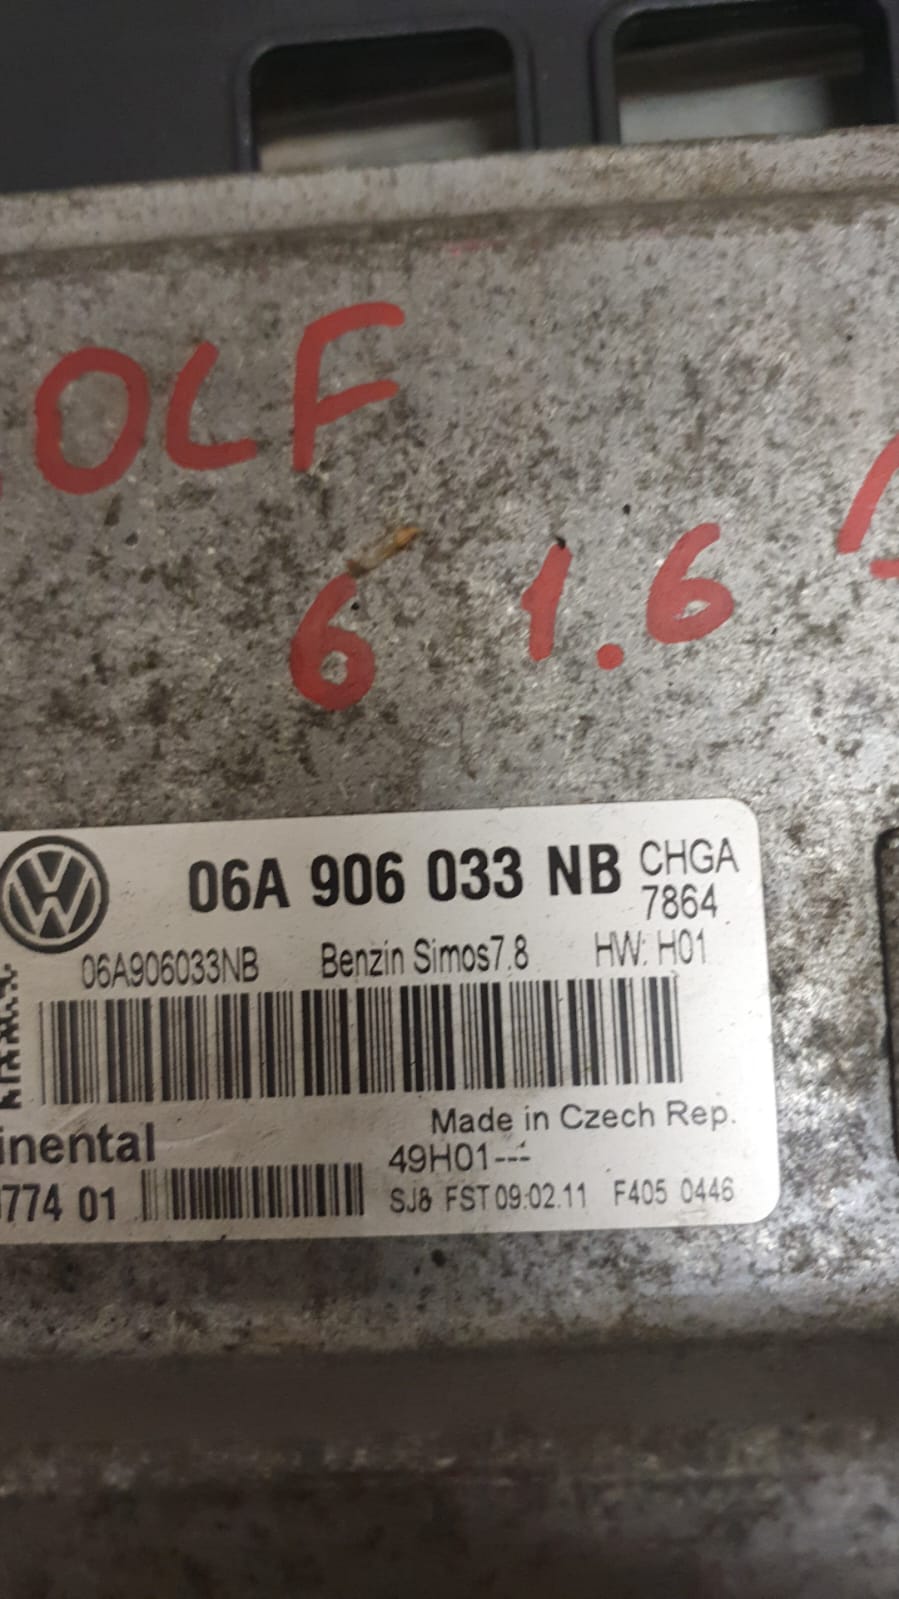 OLF
6 1.6
06A 906 033 NB CHGA
7864
06A906033NB Benzin Simos7.8 HW: H01
Made in Czech Rep.
inental
49H01---
774 01 SJ& FST 09.02.11 F405 0446